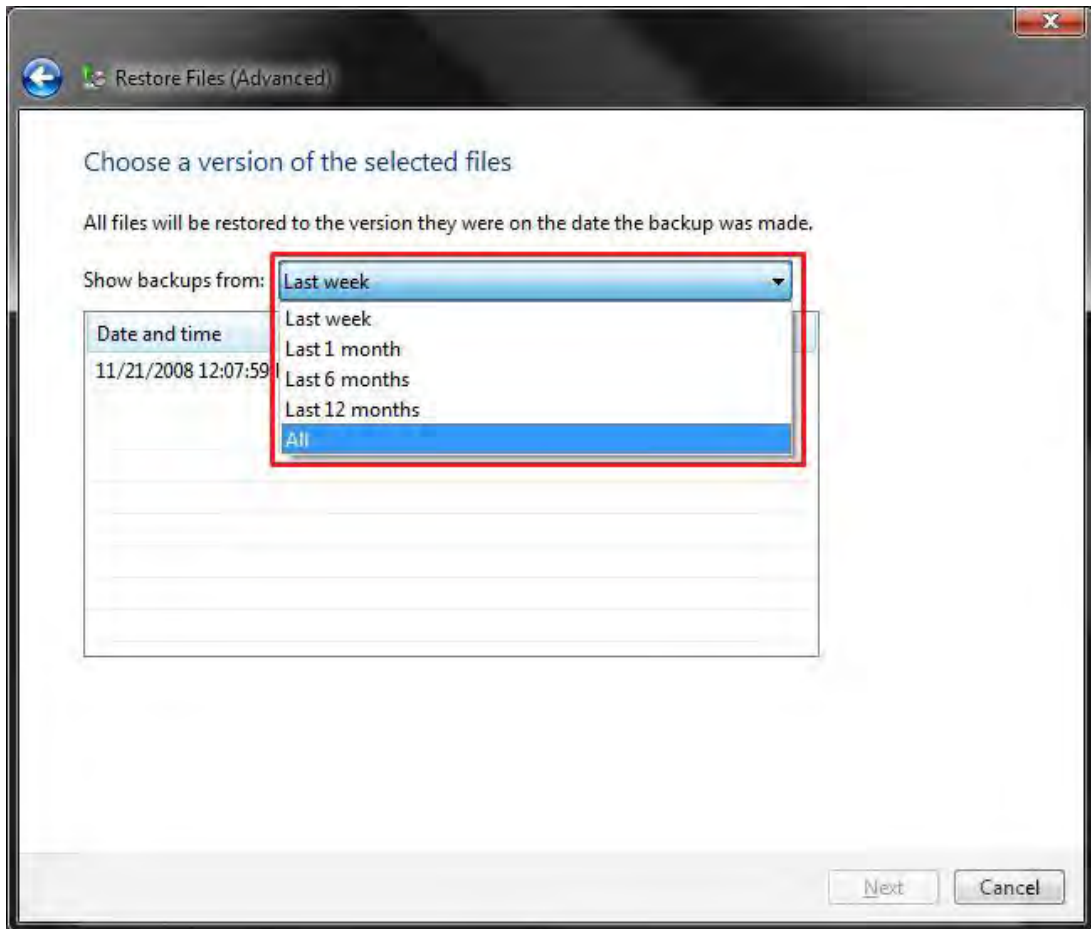 Restore Files (Advanced)
Choose a version of the selected files
All files will be restored to the version they were on the date the backup was made.
Show backups from: Last week
Date and time
11/21/2008 12:07:59
Last week
Last 1 month
Last 6 months
Last 12 months
All
Next Cancel